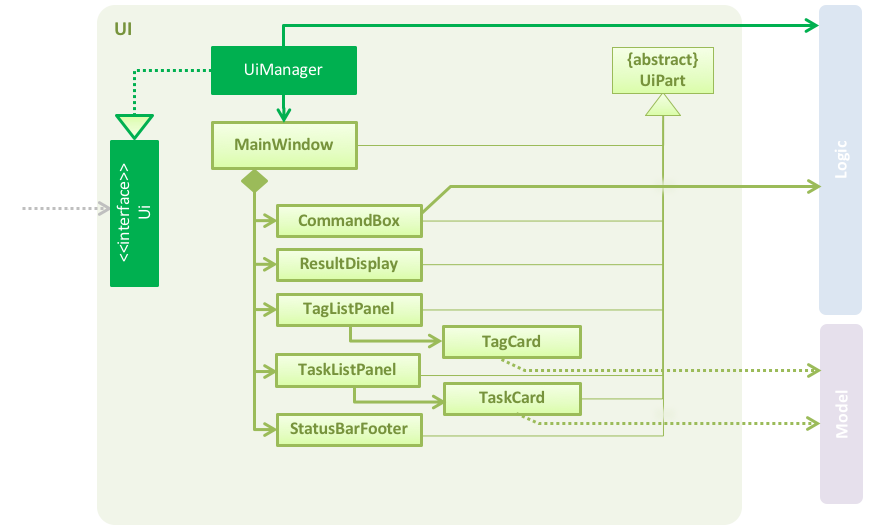 UI
UiManager
{abstract}
UiPart
MainWindow
<<interface>>
Ui
Logic
CommandBox
ResultDisplay
TagListPanel
TagCard
TaskListPanel
TaskCard
StatusBarFooter
Model